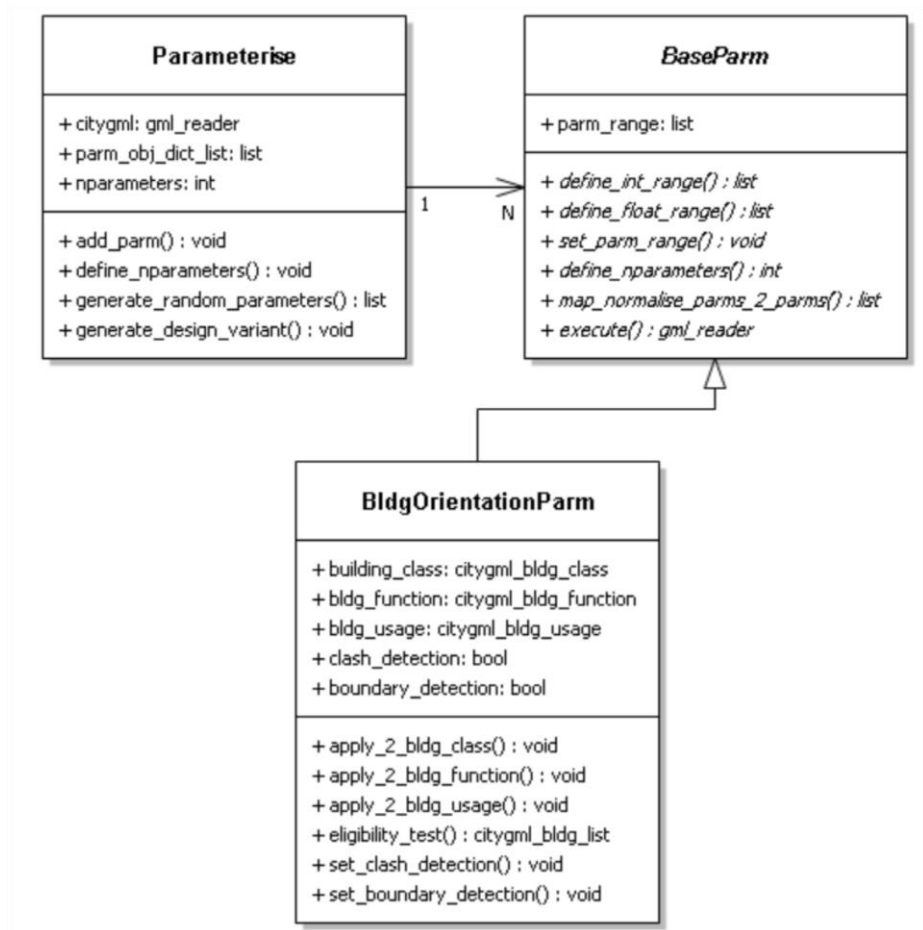 Parameterise
+ citygml: gml_reader
+ parm_obj_dict_list: list
+ nparameters: int
+ add_parm() : void
+ define_nparameters() : void
+ generate_random_parameters() : list
+ generate_design_variant() : void
1
N
BaseParm
+ parm_range: list
+ define_int_range() : list
+ define_float_range() : list
+ set_parm_range() : void
+ define_nparameters() : int
+ map_normalise_parms_2_parms() : list
+ execute() : gml_reader
BldgOrientationParm
+ building_class: citygml_bldg_class
+ bldg_function: citygml_bldg_function
+ bldg_usage: citygml_bldg_usage
+ clash_detection: bool
+ boundary_detection: bool
+ apply_2_bldg_class() : void
+ apply_2_bldg_function() : void
+ apply_2_bldg_usage() : void
+ eligibility_test() : citygml_bldg_list
+ set_clash_detection() : void
+ set_boundary_detection() : void